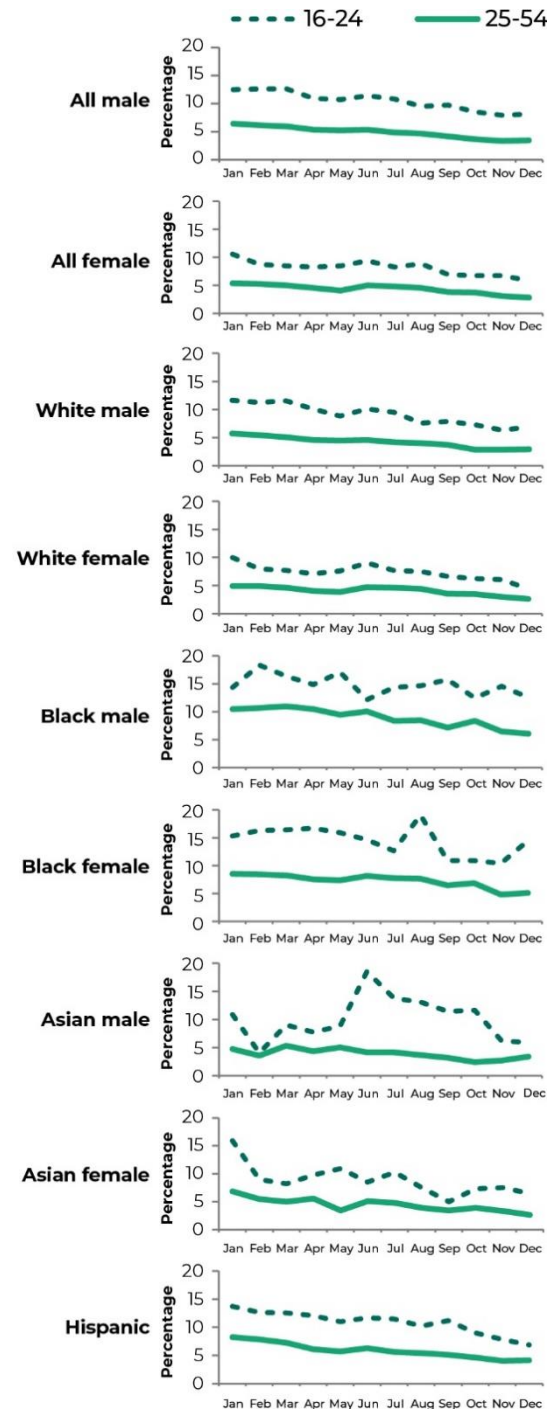 16-24 25-54
All male
Percentage
20
15
10
5
0
Jan Feb Mar Apr May Jun Jul Aug Sep Oct Nov Dec
All female
Percentage
20
15
10
5
0
Jan Feb Mar Apr May Jun Jul Aug Sep Oct Nov Dec
White male
Percentage
20
15
10
5
0
Jan Feb Mar Apr May Jun Jul Aug Sep Oct Nov Dec
White female
Percentage
20
15
10
5
0
Jan Feb Mar Apr May Jun Jul Aug Sep Oct Nov Dec
Black male
Percentage
20
15
10
5
0
Jan Feb Mar Apr May Jun Jul Aug Sep Oct Nov Dec
Black female
Percentage
20
15
10
5
0
Jan Feb Mar Apr May Jun Jul Aug Sep Oct Nov Dec
Asian male
Percentage
20
15
10
5
0
Jan Feb Mar Apr May Jun Jul Aug Sep Oct Nov Dec
Asian female
Percentage
20
15
10
5
0
Jan Feb Mar Apr May Jun Jul Aug Sep Oct Nov Dec
Hispanic
Percentage
20
15
10
5
0
Jan Feb Mar Apr May Jun Jul Aug Sep Oct Nov Dec